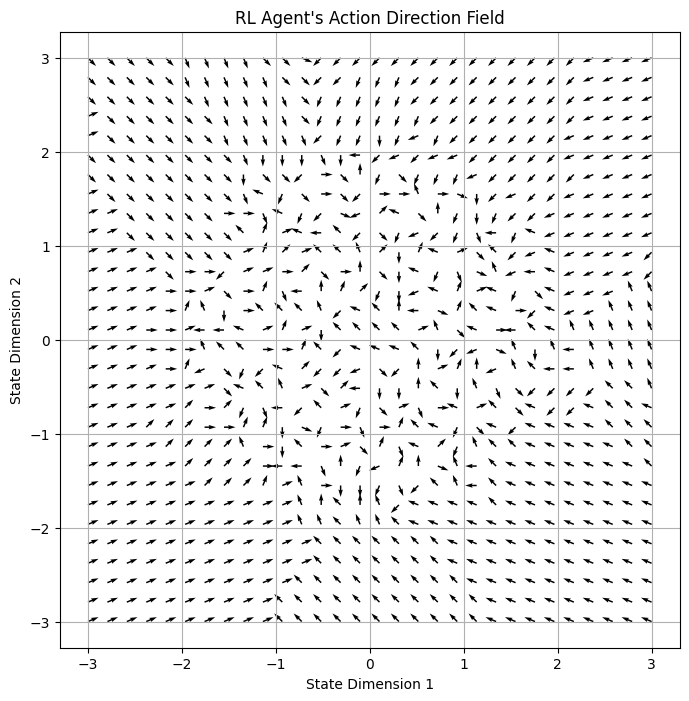 RL Agent's Action Direction Field
3
2
1
0
−1
−2
−3
State Dimension 2
−3 −2 −1 0 1 2 3
State Dimension 1